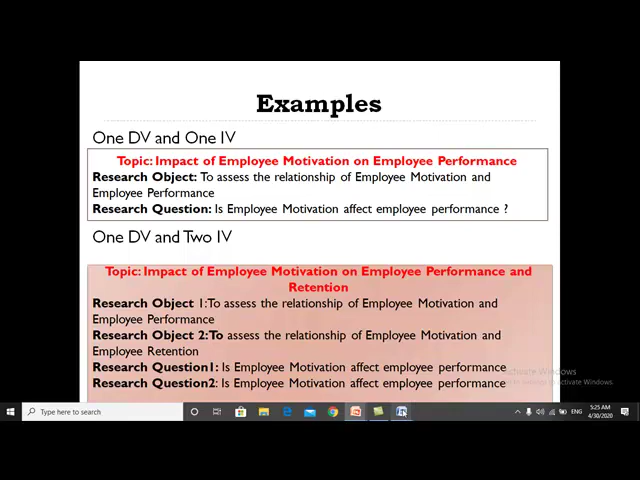 Examples
One DV and One IV
Topic: Impact of Employee Motivation on Employee Performance
Research Object: To assess the relationship of Employee Motivation and
Employee Performance
Research Question: Is Employee Motivation affect employee performance ?
One DV and Two IV
Topic: Impact of Employee Motivation on Employee Performance and
Retention
Research Object 1:To assess the relationship of Employee Motivation and
Employee Performance
Research Object 2:To assess the relationship of Employee Motivation and
Employee Retention
Research Question1: Is Employee Motivation affect employee performance
Research Question2: Is Employee Motivation affect employee performance
Activate Windows
to activate Windows.
Type here to search
ENG
5:25 AM
4/30/2020